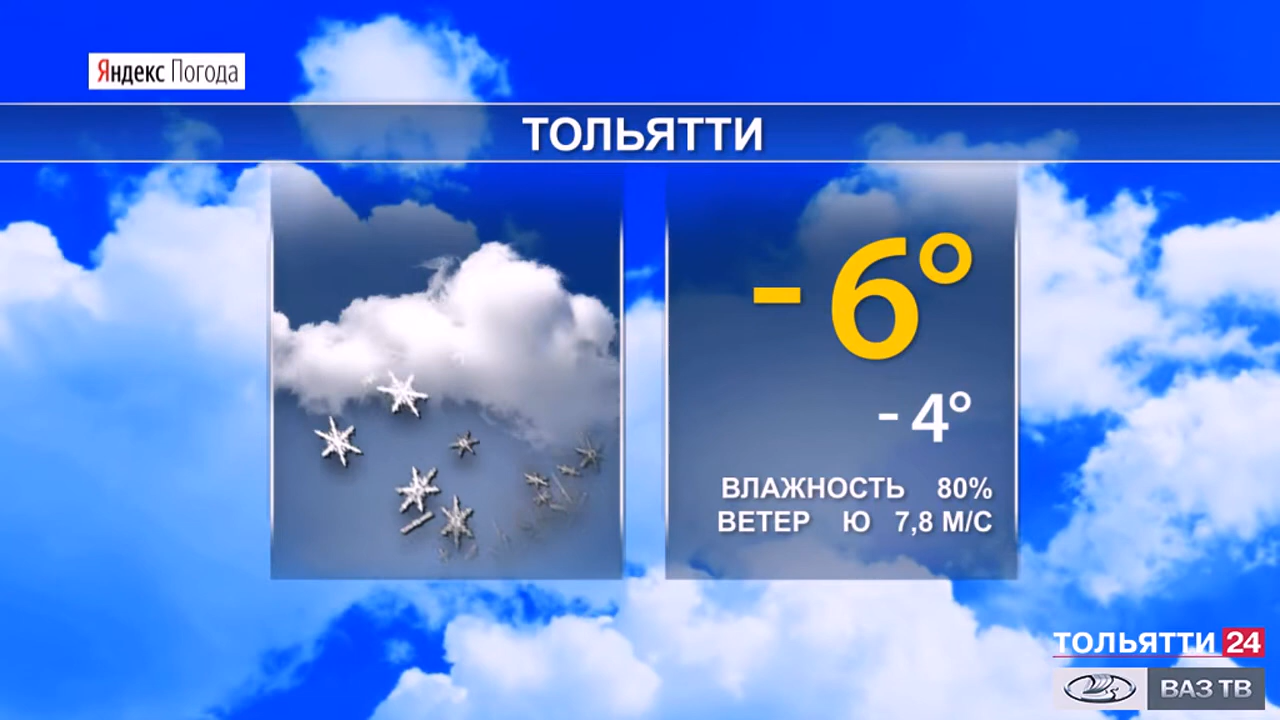 Яндекс Погода
ТОЛЬЯТТИ
- 6°
- 4°
ВЛАЖНОСТЬ 80%
ВЕТЕР Ю 7,8 М/С
ТОЛЬЯТТИ 24
ВАЗ ТВ